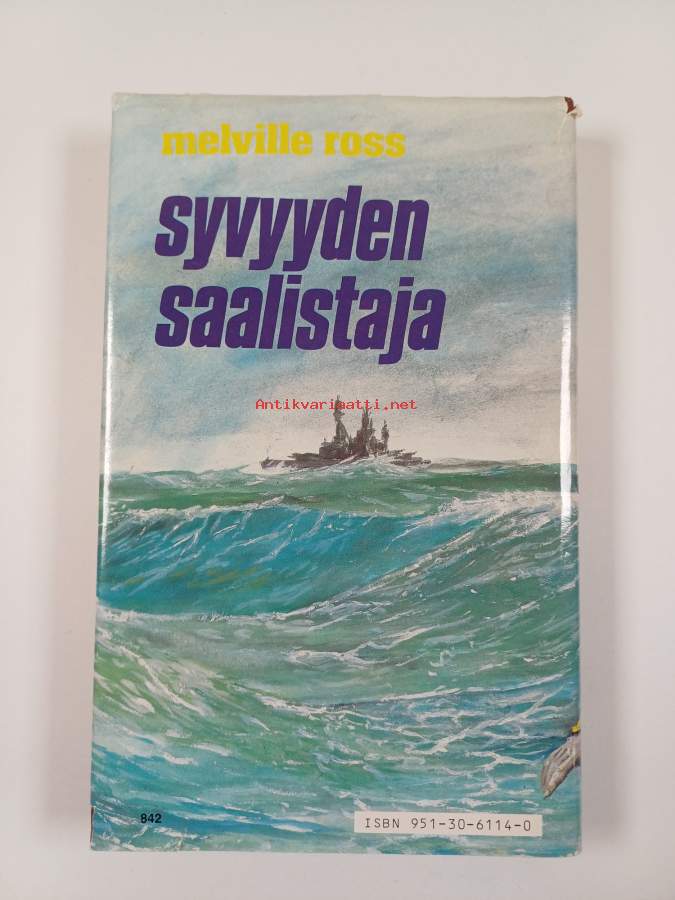 melville ross
syvyyden
saalistaja
Antikvariaatti.net
842
ISBN 951-30-6114-0